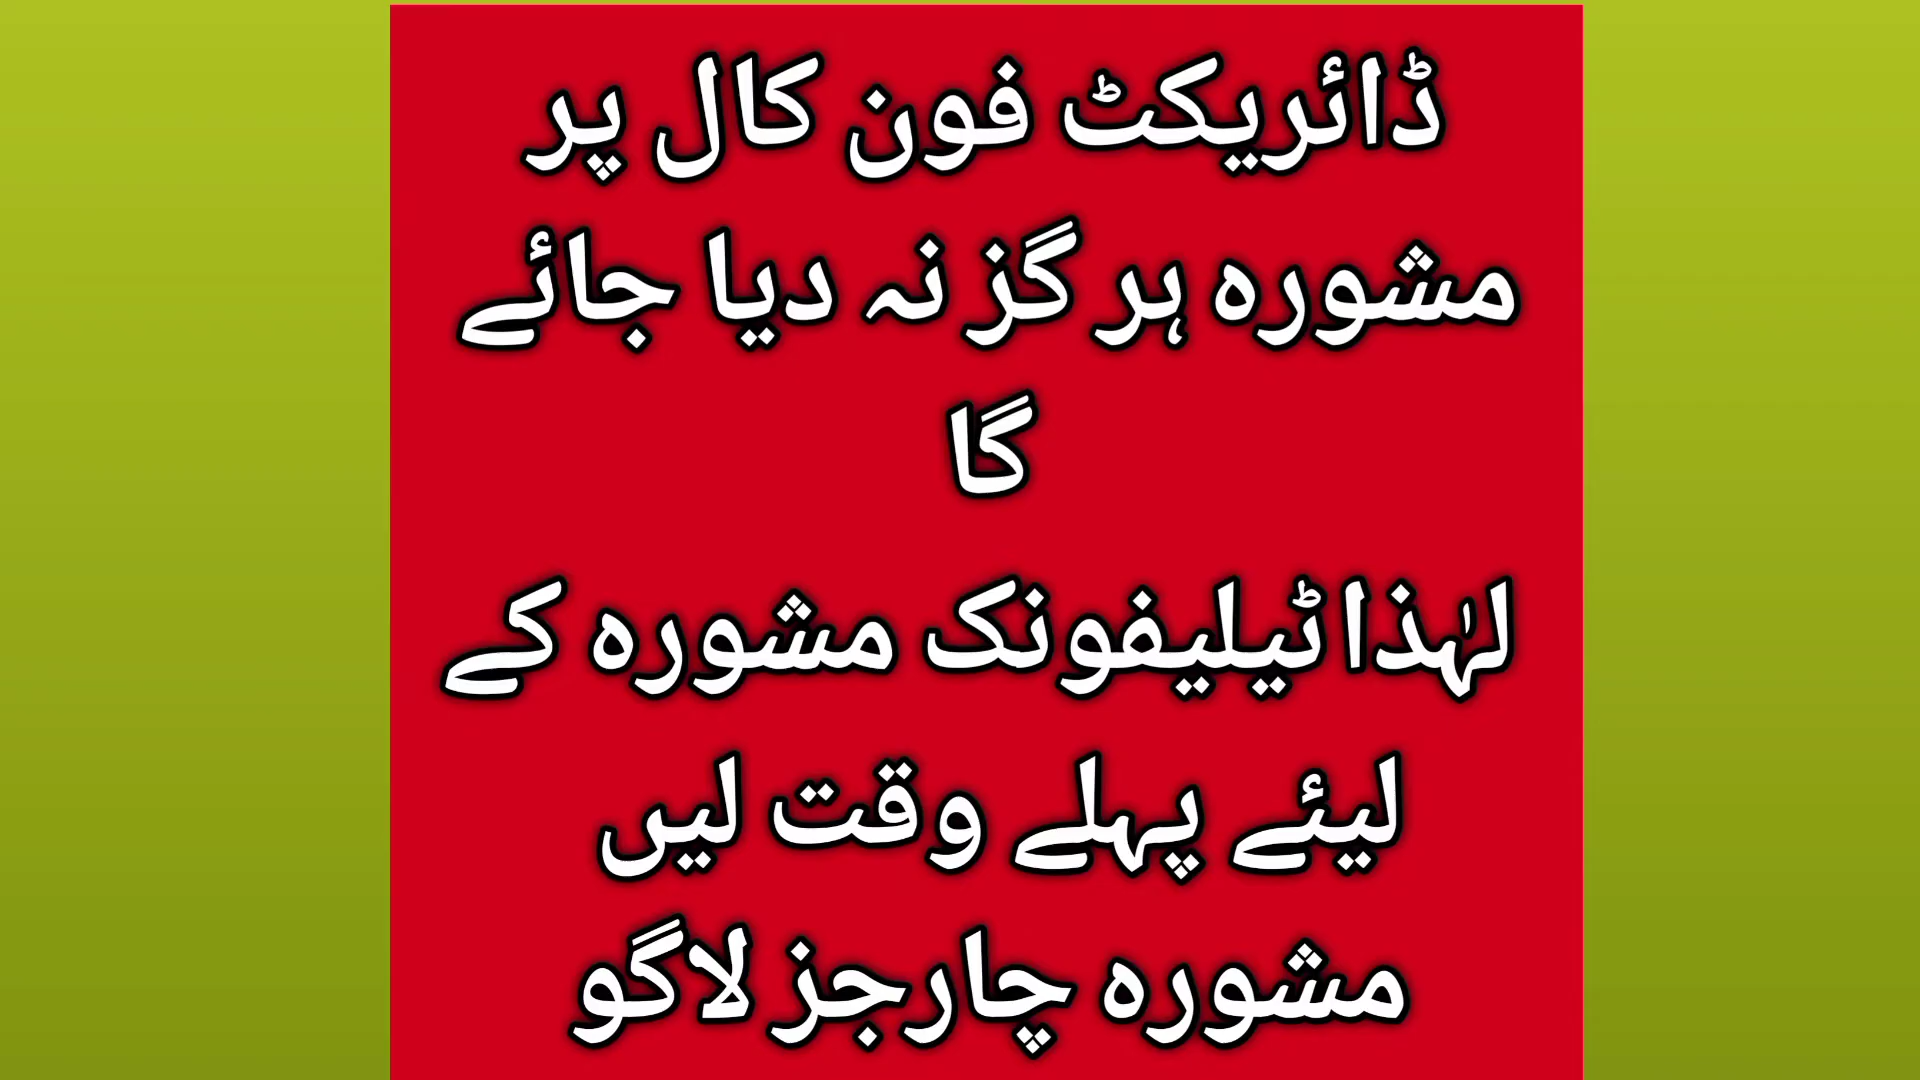 ڈائریکٹ فون کال پر
مشورہ ہر گز نہ دیا جائے
گا
لہٰذا ٹیلیفونک مشورہ کے
لیئے پہلے وقت لیں
مشورہ چارجز لاگو